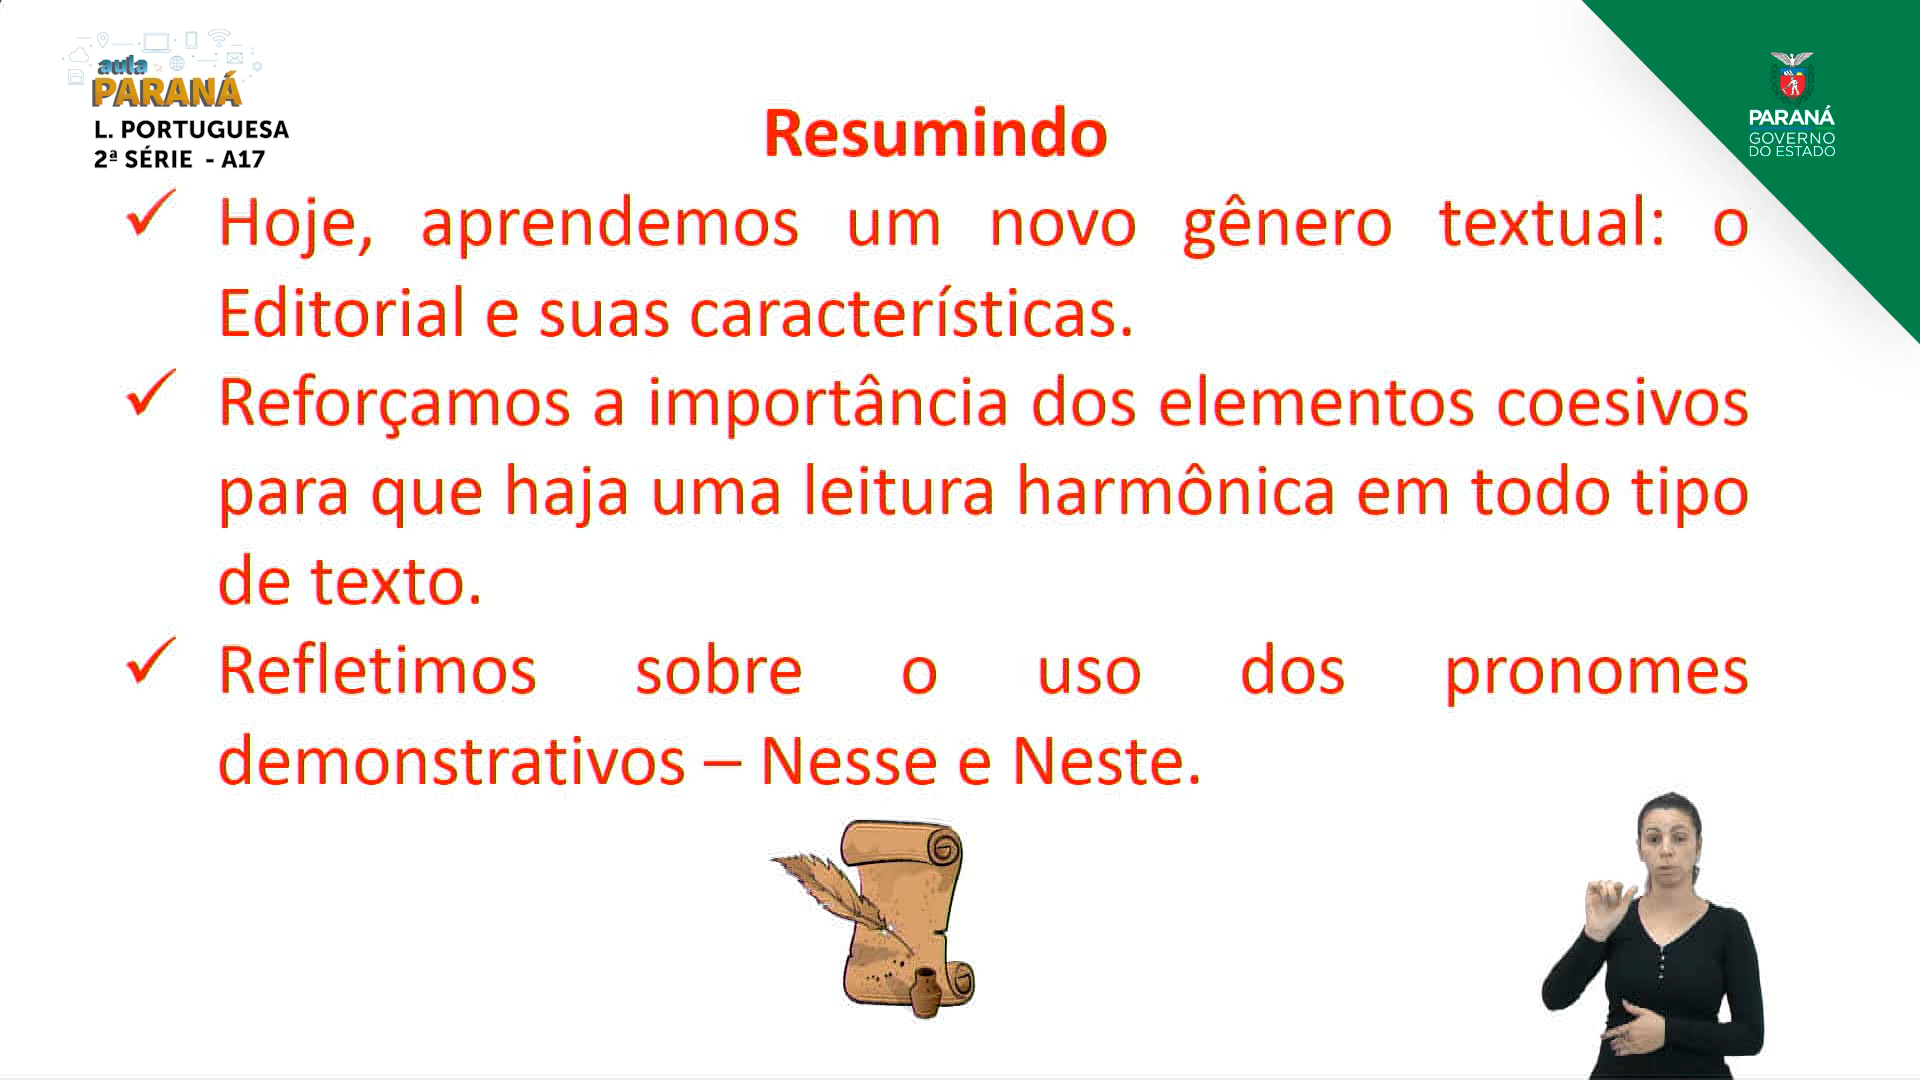 aula
PARANÁ
L. PORTUGUESA
2ª SÉRIE - A17
PARANÁ
GOVERNO
DO ESTADO
Resumindo
✓ Hoje, aprendemos um novo gênero textual: o
Editorial e suas características.
✓ Reforçamos a importância dos elementos coesivos
para que haja uma leitura harmônica em todo tipo
de texto.
✓ Refletimos sobre o uso dos pronomes
demonstrativos – Nesse e Neste.